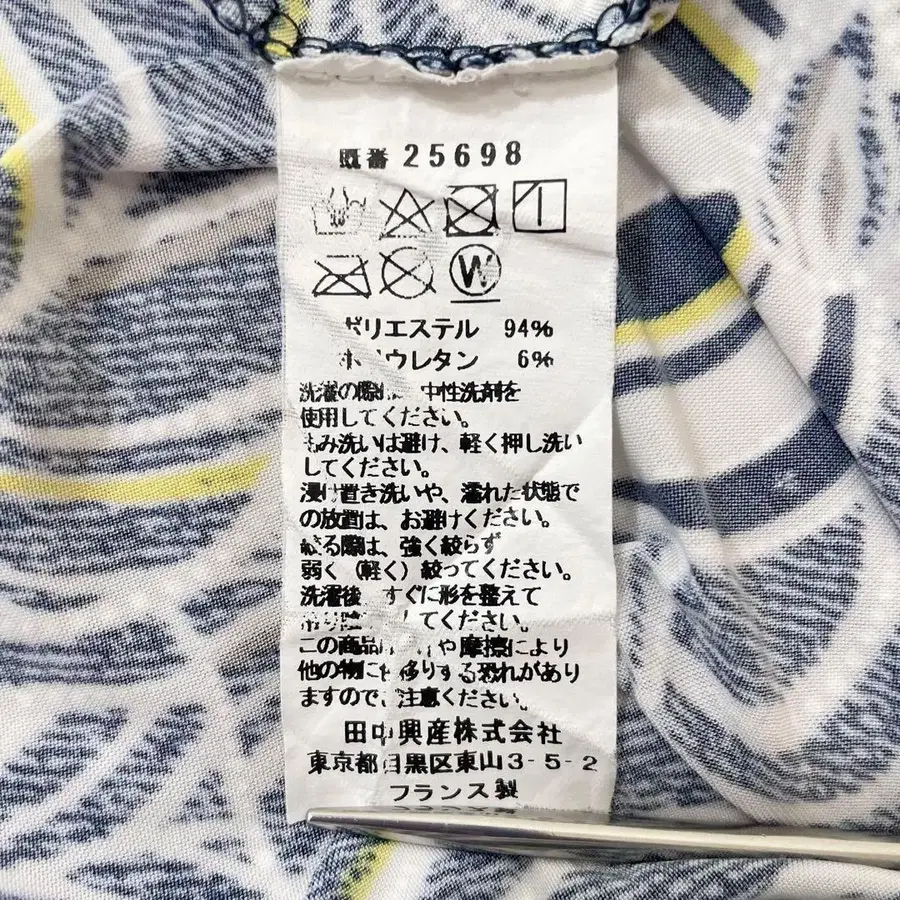 品番 25698
W
ポリエステル 94%
ポリウレタン 6%
洗濯の際は、中性洗剤を
使用してください。
もみ洗いは避け、軽く押し洗い
してください。
浸け置き洗いや、濡れた状態で
の放置は、お避けください。
絞る際は、強く絞らず
弱く(軽く)絞ってください。
洗濯後 すぐに形を整えて
してください。
この商品は や摩擦により
他の物に色移りする恐れがあり
ますので、ご注意ください。
田中興産株式会社
東京都目黒区東山3-5-2
フランス製